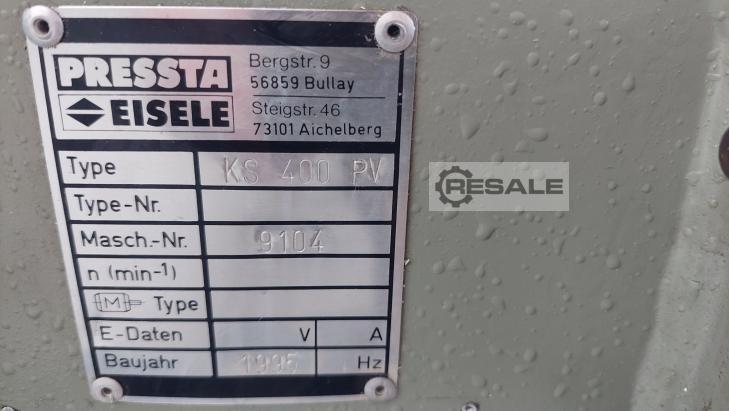 PRESSTA
EISELE
Bergstr. 9
56859 Bullay
Steigstr. 46
73101 Aichelberg
Type KS 400 PV
Type-Nr.
Masch.-Nr. 9104
n (min-1)
M Type
E-Daten V A
Baujahr 1995 Hz
RESALE